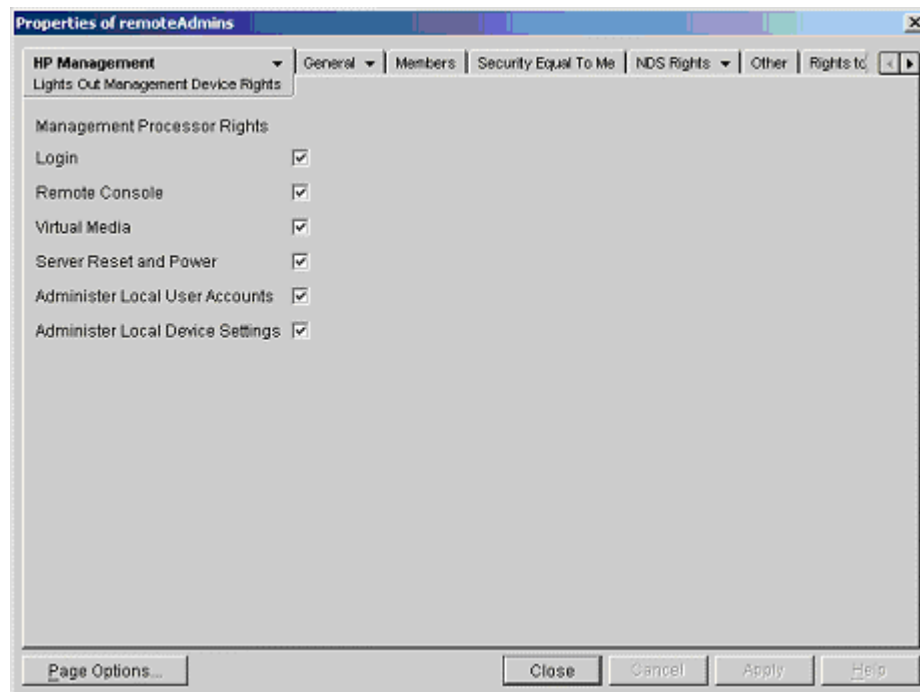 Properties of remoteAdmins
HP Management
General
Members
Security Equal To Me
NDS Rights
Other
Rights to
Lights Out Management Device Rights
Management Processor Rights
Login
Remote Console
Virtual Media
Server Reset and Power
Administer Local User Accounts
Administer Local Device Settings
Page Options...
Close
Cancel
Apply
Help